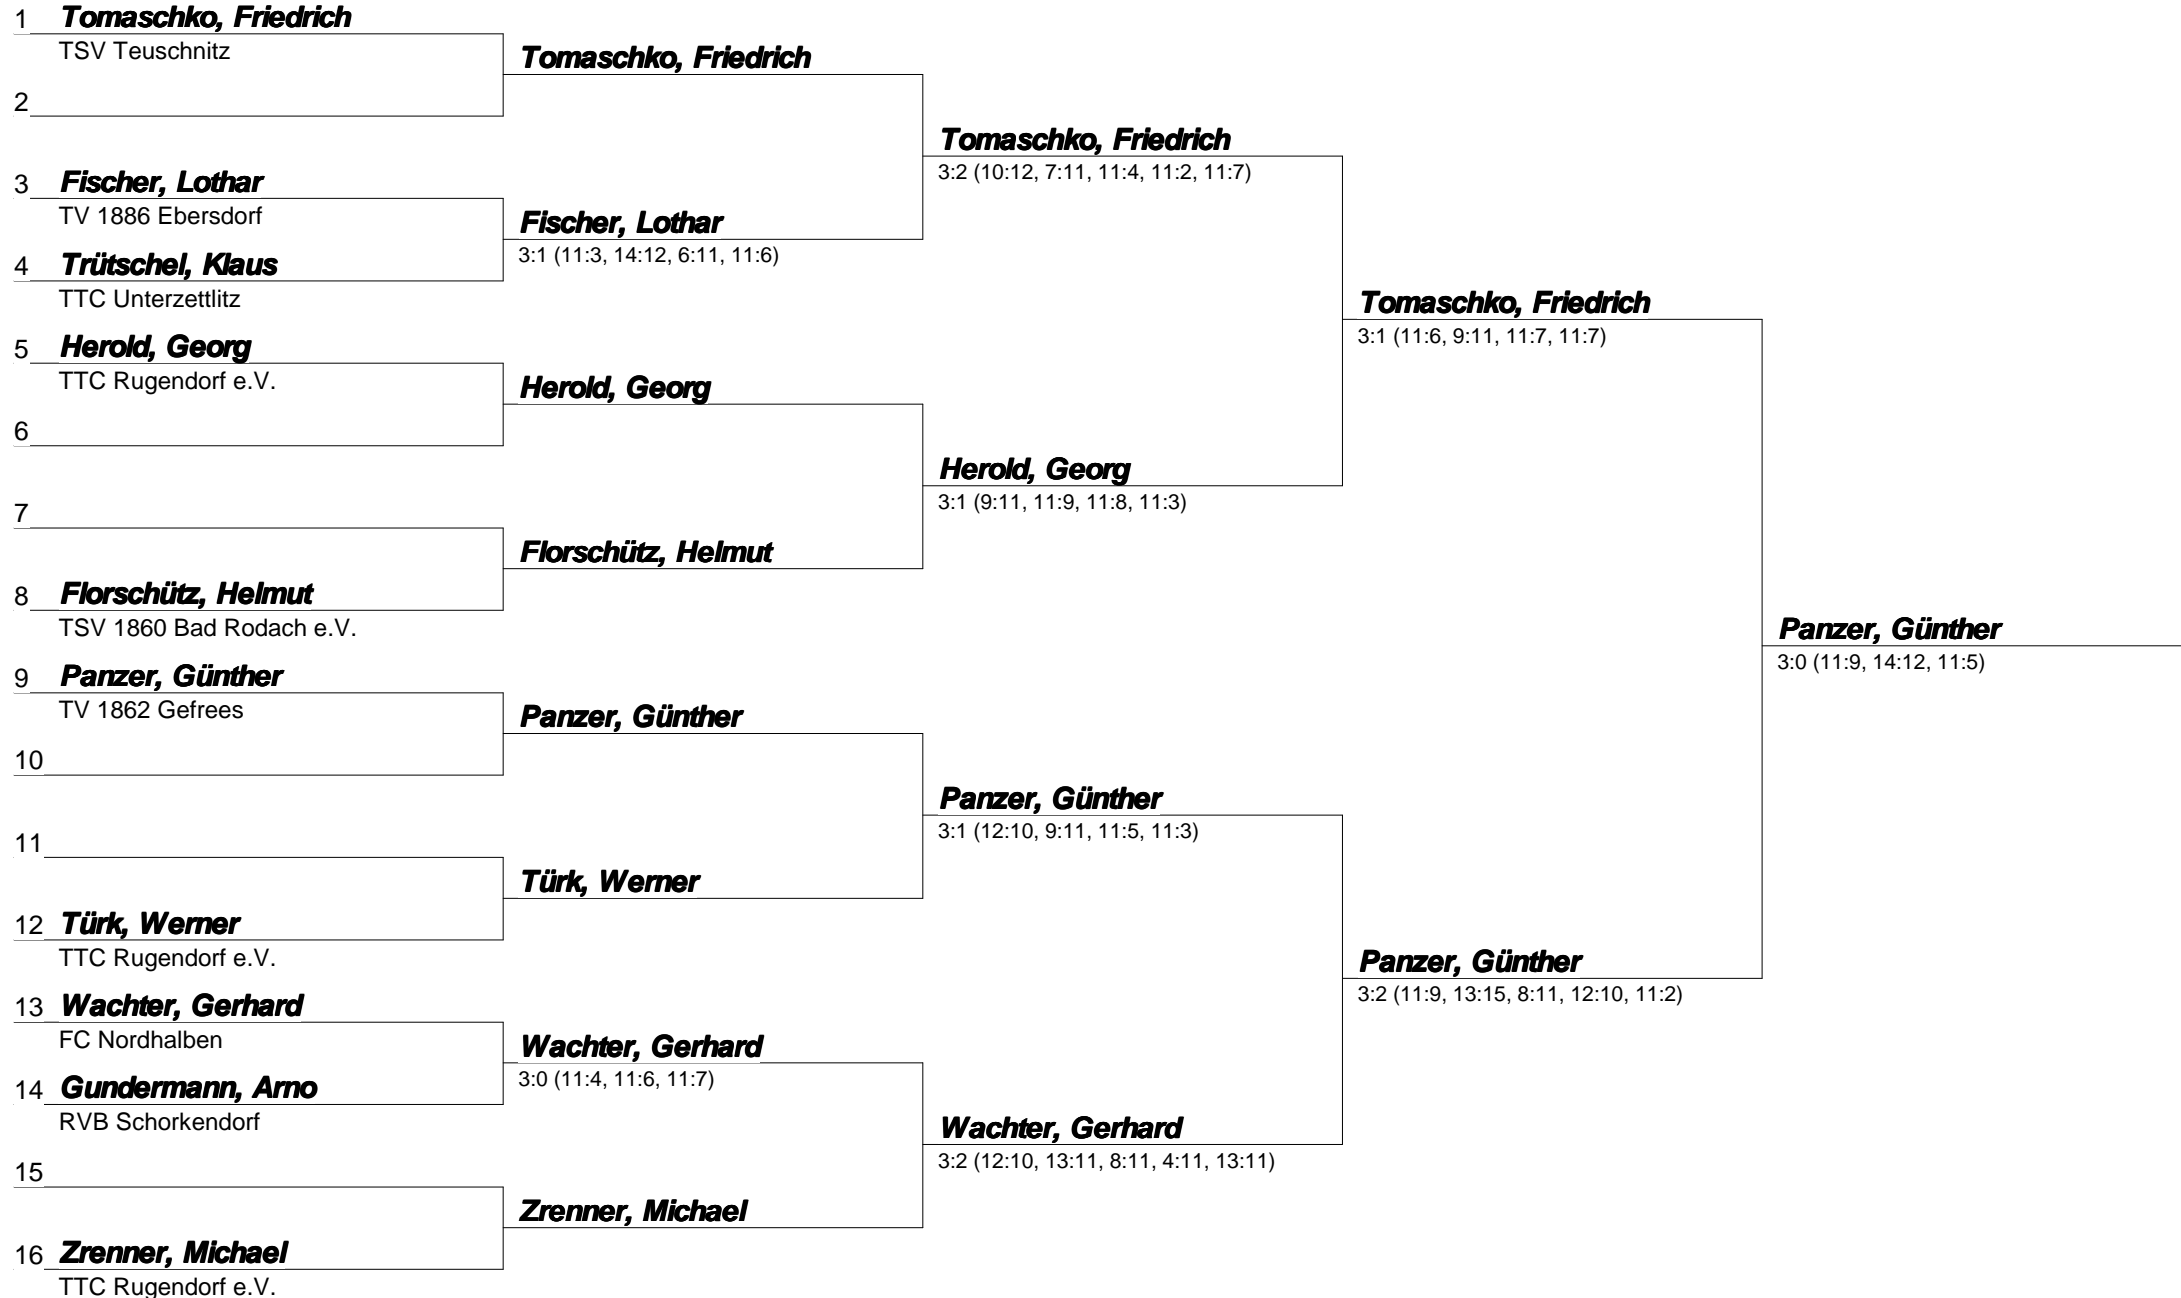 1 Tomaschko, Friedrich
TSV Teuschnitz
2
3 Fischer, Lothar
TV 1886 Ebersdorf
4 Trütschel, Klaus
TTC Unterzettlitz
5 Herold, Georg
TTC Rugendorf e.V.
6
7
8 Florschütz, Helmut
TSV 1860 Bad Rodach e.V.
9 Panzer, Günther
TV 1862 Gefrees
10
11
12 Türk, Werner
TTC Rugendorf e.V.
13 Wachter, Gerhard
FC Nordhalben
14 Gundermann, Arno
RVB Schorkendorf
15
16 Zrenner, Michael
TTC Rugendorf e.V.
Tomaschko, Friedrich
Fischer, Lothar
3:1 (11:3, 14:12, 6:11, 11:6)
Herold, Georg
Florschütz, Helmut
Panzer, Günther
Türk, Werner
Wachter, Gerhard
3:0 (11:4, 11:6, 11:7)
Zrenner, Michael
Tomaschko, Friedrich
3:2 (10:12, 7:11, 11:4, 11:2, 11:7)
Herold, Georg
3:1 (9:11, 11:9, 11:8, 11:3)
Panzer, Günther
3:1 (12:10, 9:11, 11:5, 11:3)
Wachter, Gerhard
3:2 (12:10, 13:11, 8:11, 4:11, 13:11)
Tomaschko, Friedrich
3:1 (11:6, 9:11, 11:7, 11:7)
Panzer, Günther
3:2 (11:9, 13:15, 8:11, 12:10, 11:2)
Panzer, Günther
3:0 (11:9, 14:12, 11:5)